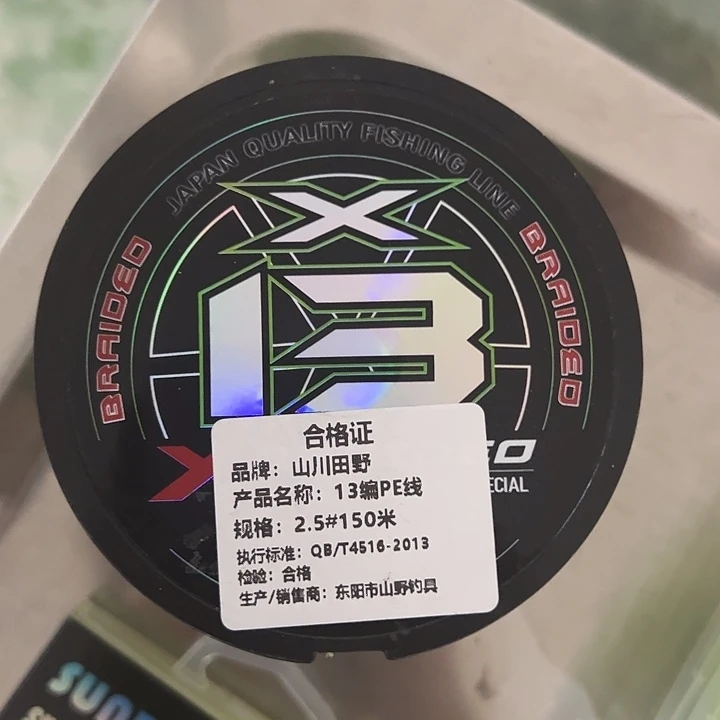 JAPAN QUALITY FISHING LINE
BRAIDED
BRAIDED
X
13
合格证
品牌：山川田野
产品名称：13编PE线
规格：2.5#150米
执行标准：QB/T4516-2013
检验：合格
生产/销售商：东阳市山野钓具